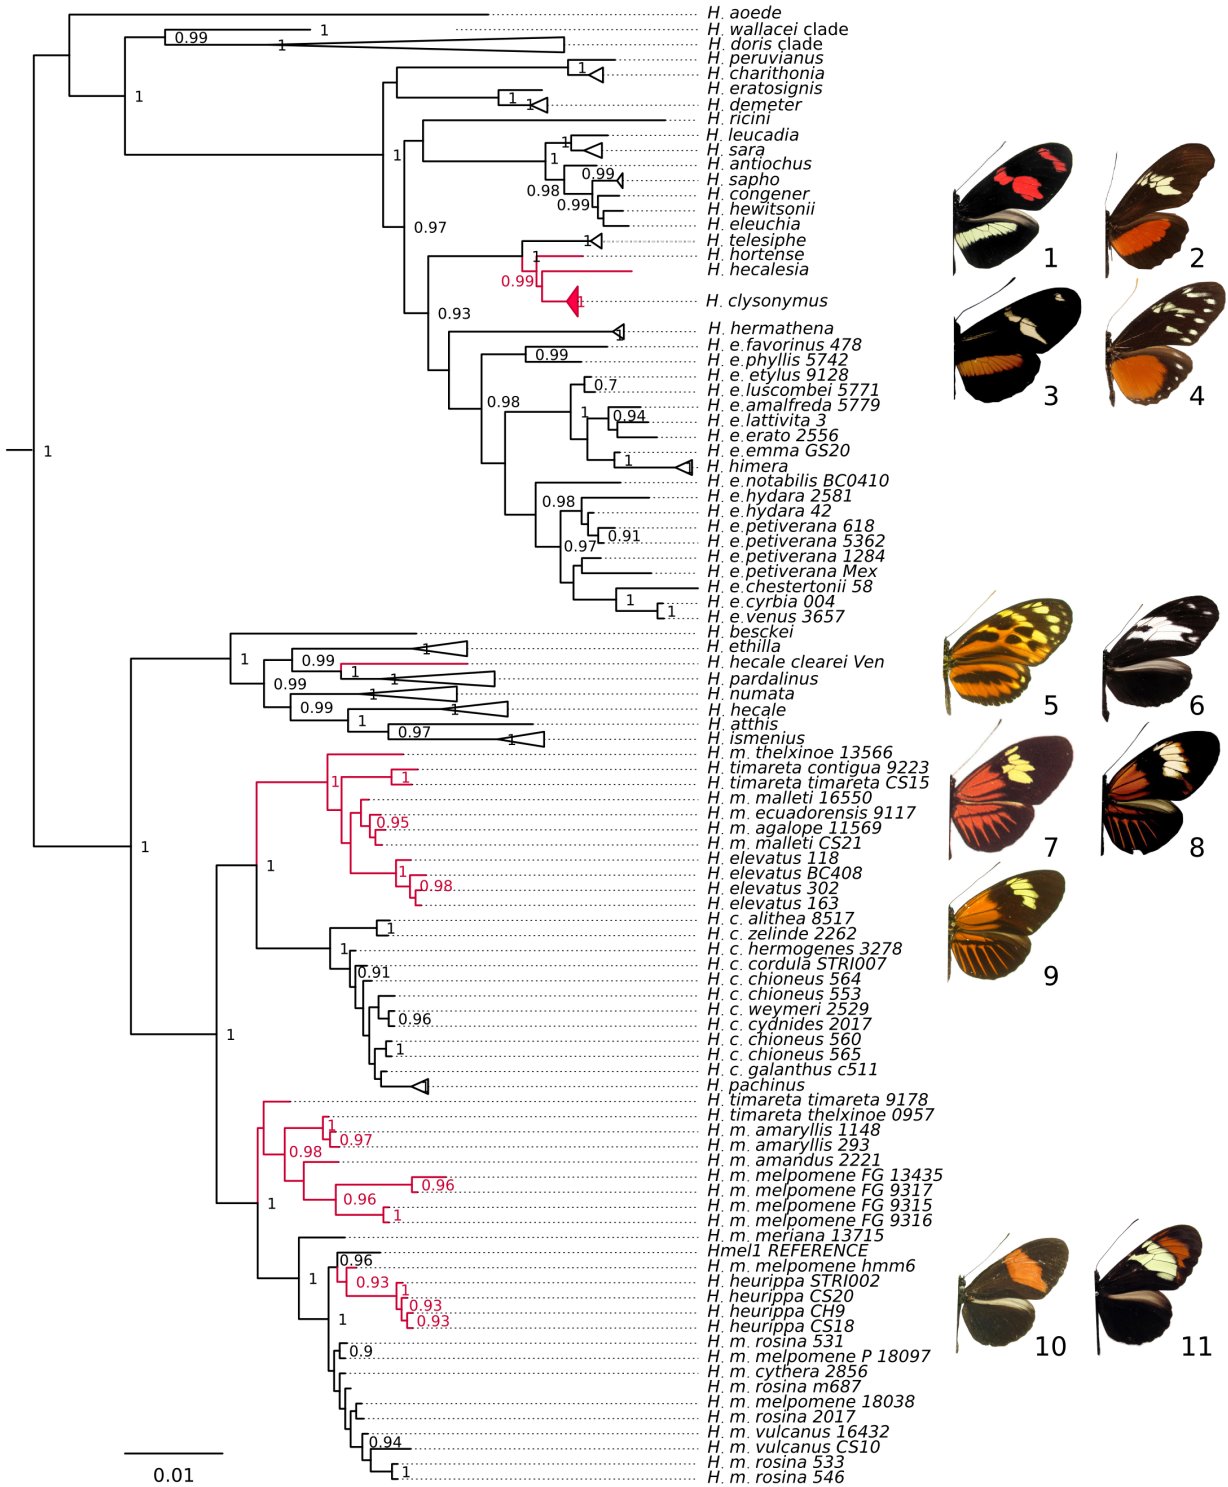 H. aoede
H. wallacei clade
1
0.99
H. doris clade
1
H. peruvianus
1
H. charithonia
H. eratosignis
1
1
1
H. demeter
H. ricini
H. leucadia
1
H. sara
1
1
H. antiochus
0.99
H. sapho
0.98
H. congener
0.99
H. hewitsonii
0.97
H. eleuchia
1
H. telesiphe
1
H. hortense
H. hecalesia
0.99
1
2
H. clysonymus
1
0.93
H. hermathena
1
H. e.favorinus 478
0.99
H. e.phyllis 5742
H. e. etylus 9128
0.7
H. e.luscombei 5771
3
4
0.98
H. e.amalfreda 5779
1
0.94
H. e.lattivita 3
H. e.erato 2556
1
H. e.emma GS20
1
H. himera
H. e.notabilis BC0410
0.98
H. e.hydara 2581
H. e.hydara 42
H. e.petiverana 618
0.91
H. e.petiverana 5362
0.97
H. e.petiverana 1284
H. e.petiverana Mex
H. e.chestertonii 58
1
H. e.cyrbia 004
1
H. e.venus 3657
H. besckei
1
H. ethilla
1
0.99
H. hecale clearei Ven
1
1
H. pardalinus
0.99
1
H. numata
0.99
1
H. hecale
5
6
1
H. atthis
0.97
1
H. ismenius
H. m. thelxinoe 13566
H. timareta contigua 9223
1
1
H. timareta timareta CS15
H. m. malleti 16550
H. m. ecuadorensis 9117
0.95
H. m. agalope 11569
1
H. m. malleti CS21
7
8
H. elevatus 118
1
1
H. elevatus BC408
0.98
H. elevatus 302
H. elevatus 163
H. c. alithea 8517
1
H. c. zelinde 2262
1
H. c. hermogenes 3278
0.91
H. c. cordula STRI007
H. c. chioneus 564
9
H. c. chioneus 553
H. c. weymeri 2529
0.96
H. c. cydnides 2017
1
H. c. chioneus 560
1
H. c. chioneus 565
H. c. galanthus c511
H. pachinus
H. timareta timareta 9178
H. timareta thelxinoe 0957
1
H. m. amaryllis 1148
0.97
H. m. amaryllis 293
0.98
H. m. amandus 2221
H. m. melpomene FG 13435
0.96
H. m. melpomene FG 9317
0.96
1
H. m. melpomene FG 9315
1
H. m. melpomene FG 9316
H. m. meriana 13715
Hmel1 REFERENCE
0.96
H. m. melpomene hmm6
1
0.93
H. heurippa STRI002
1
H. heurippa CS20
0.93
H. heurippa CH9
1
0.93
H. heurippa CS18
H. m. rosina 531
0.9
H. m. melpomene P 18097
10
11
H. m. cythera 2856
H. m. rosina m687
H. m. melpomene 18038
H. m. rosina 2017
H. m. vulcanus 16432
0.94
H. m. vulcanus CS10
H. m. rosina 533
1
H. m. rosina 546
0.01